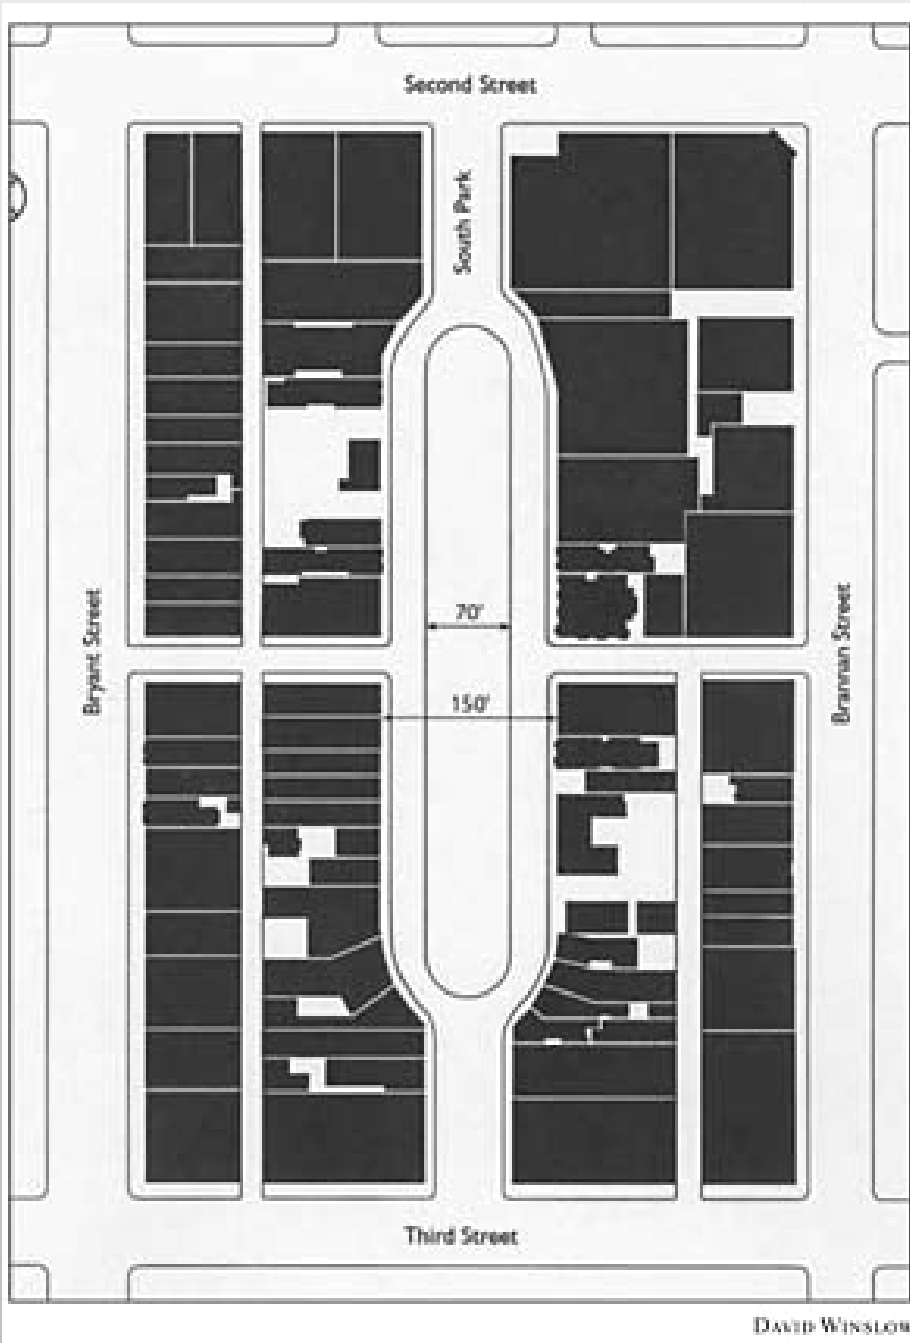 Second Street
South Park
Bryant Street
70'
150'
Brannan Street
Third Street
DAVID WINSLOW